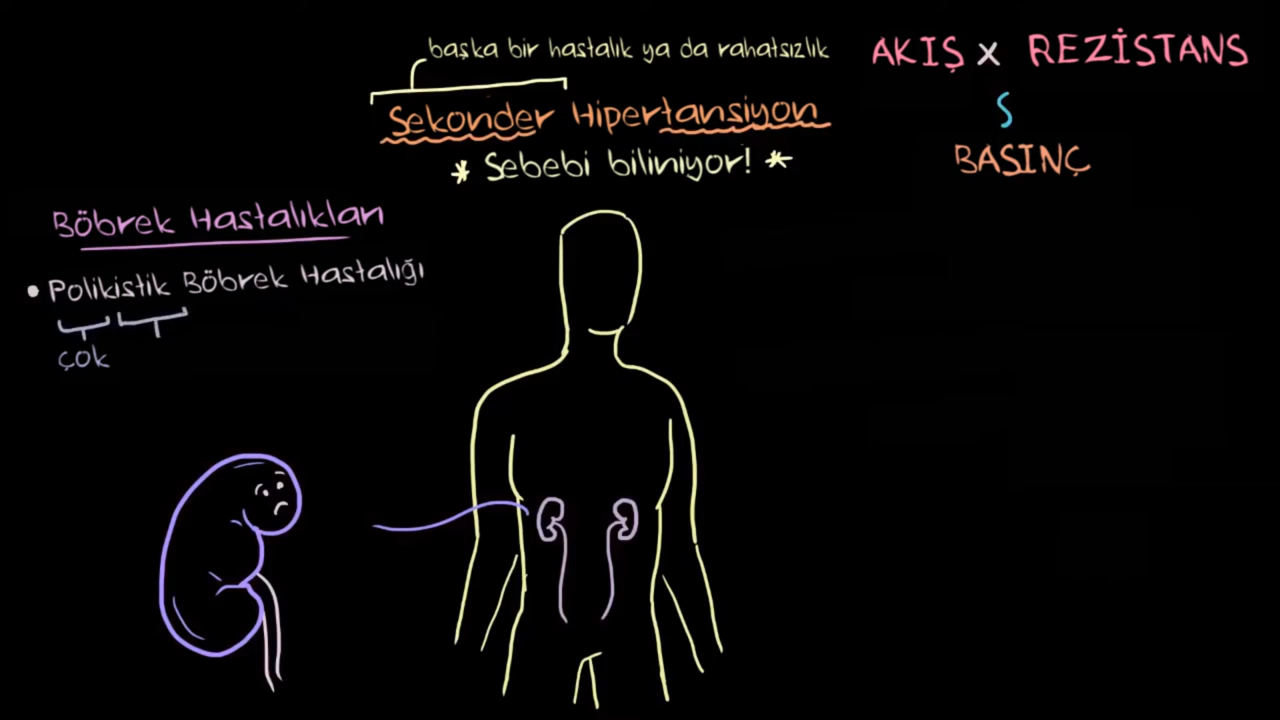 başka bir hastalık ya da rahatsızlık
Sekonder Hipertansiyon
* Sebebi biliniyor! *
AKIŞ x REZİSTANS
S
BASINÇ
Böbrek Hastalıkları
• Polikistik Böbrek Hastalığı
çok